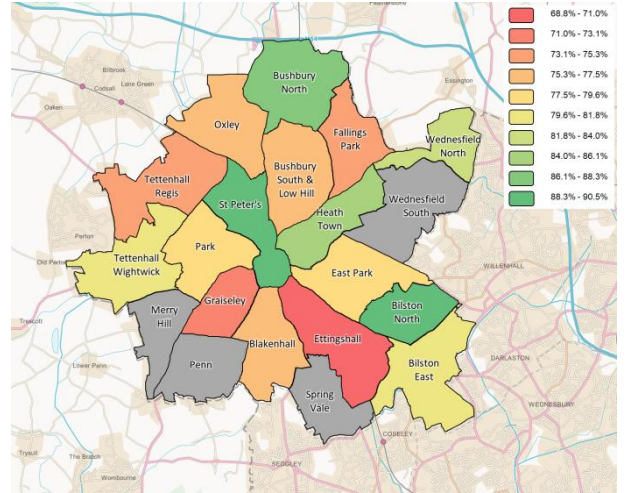 68.8% - 71.0%
71.0% - 73.1%
73.1% - 75.3%
75.3% - 77.5%
77.5% - 79.6%
79.6% - 81.8%
81.8% - 84.0%
84.0% - 86.1%
86.1% - 88.3%
88.3% - 90.5%
Bilbrook
Codsall
Lane Green
Oaken
Essington
Bushbury
North
Oxley
Fallings
Park
Wednesfield
North
Bushbury
South &
Low Hill
Tettenhall
Regis
St Peter's
Wednesfield
South
Heath
Town
Perton
Old Perton
Tettenhall
Wightwick
Park
East Park
WILLENHALL
Merry
Hill
Graiseley
Bilston
North
Trescott
Ettingshall
Blakenhall
DARLASTON
Lower Penn
Penn
Bilston
East
Spring
Vale
WEDNESBURY
COSELEY
Trysull
The Bratch
SEDGLEY
Wombourne